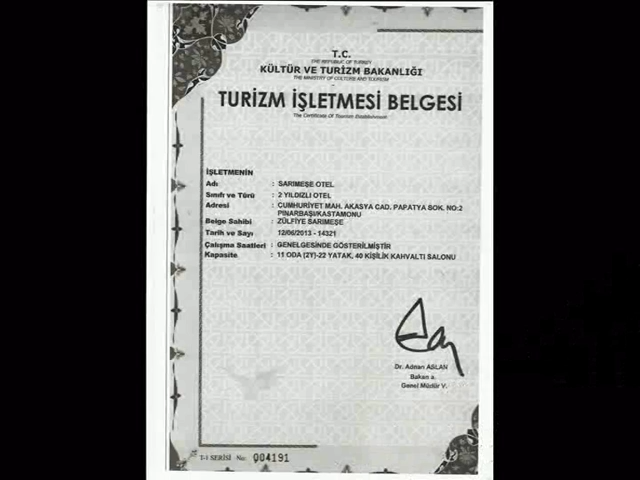 T.C.
THE REPUBLIC OF TURKEY
KÜLTÜR VE TURİZM BAKANLIĞI
THE MINISTRY OF CULTURE AND TOURISM
TURİZM İŞLETMESİ BELGESİ
The Certificate Of Tourism Establishment
İŞLETMENİN
Adı : SARIMEŞE OTEL
Sınıfı ve Türü : 2 YILDIZLI OTEL
Adresi : CUMHURİYET MAH. AKASYA CAD. PAPATYA SOK. NO:2
PINARBAŞI/KASTAMONU
Belge Sahibi : ZÜLFİYE SARIMEŞE
Tarih ve Sayı : 12/06/2013 - 14321
Çalışma Saatleri : GENELGESİNDE GÖSTERİLMİŞTİR
Kapasite : 11 ODA (2Y)-22 YATAK, 40 KİŞİLİK KAHVALTI SALONU
Dr. Adnan ASLAN
Bakan a.
Genel Müdür V.
T-1 SERİSİ No: 004191